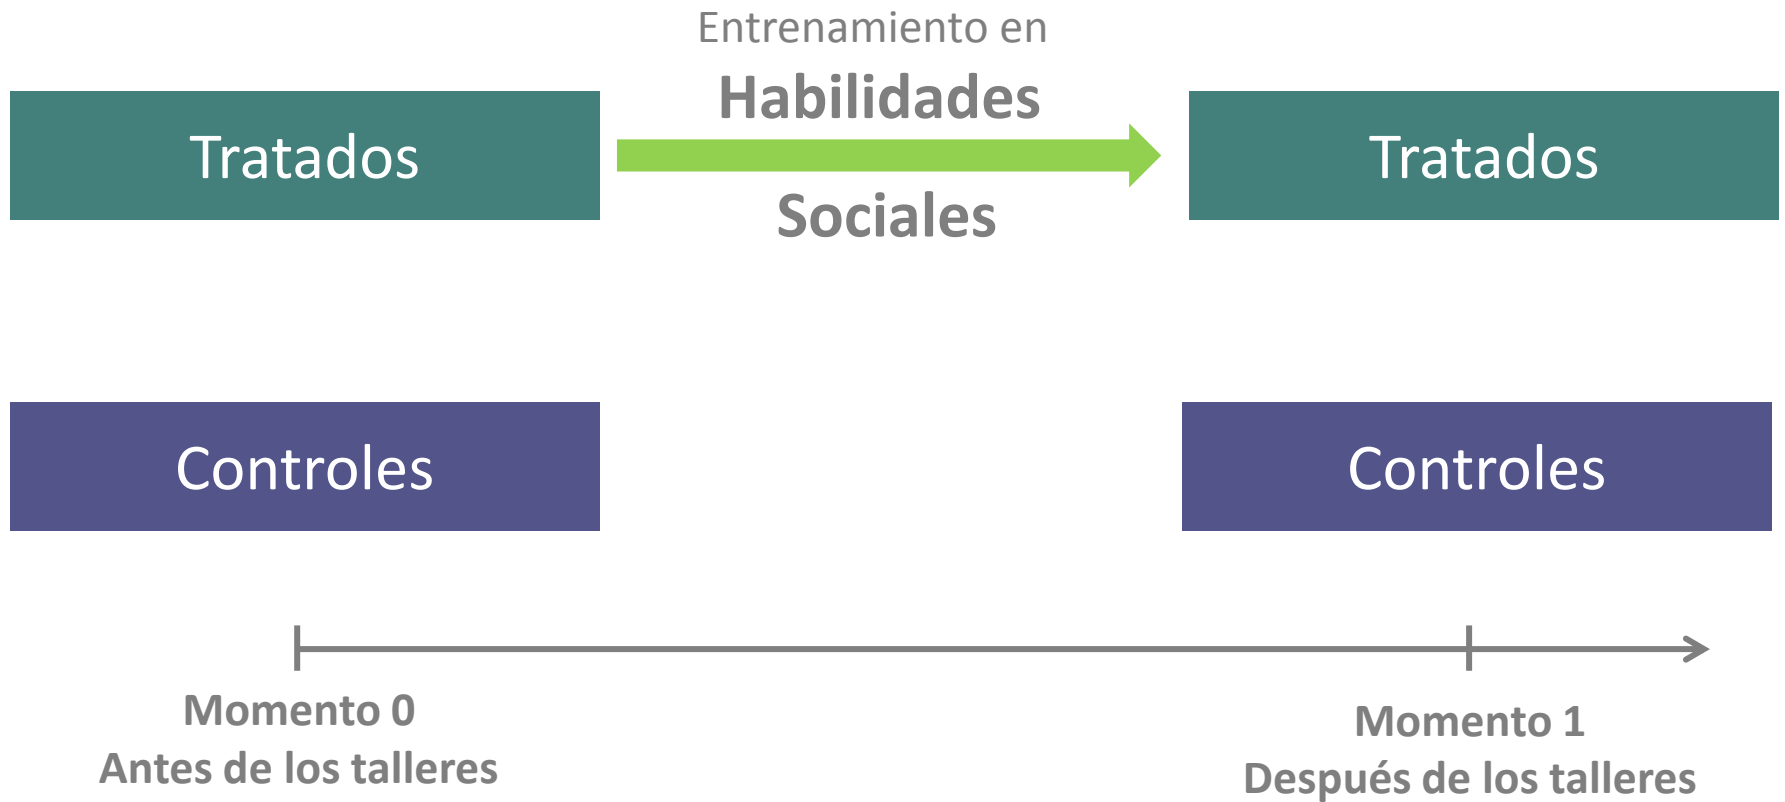 Entrenamiento en
Habilidades
Sociales
Tratados
Tratados
Controles
Controles
Momento 0
Antes de los talleres
Momento 1
Después de los talleres